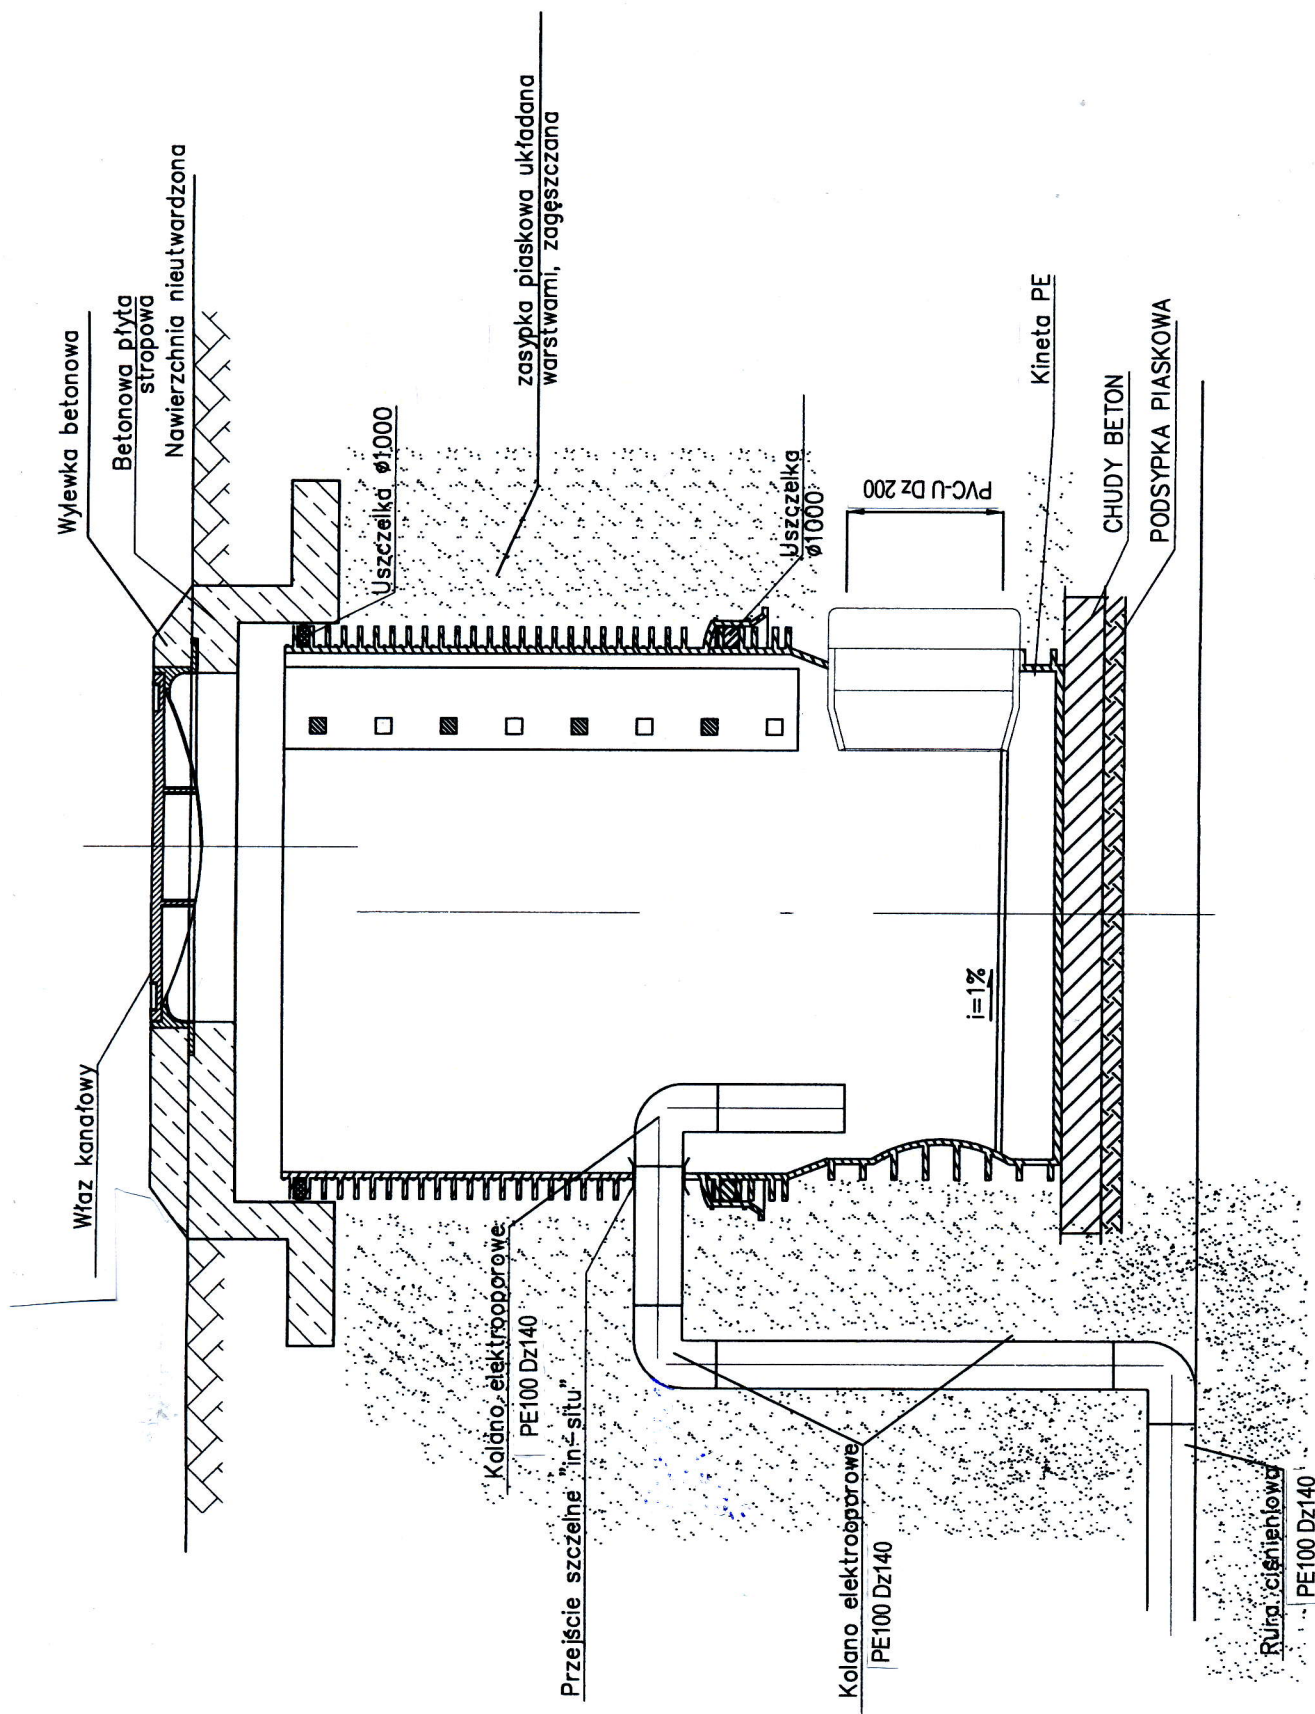 Właz kanałowy
Wylewka betonowa
Betonowa płyta
stropowa
Nawierzchnia nieutwardzona
Uszczelka ø1000
zasypka piaskowa układana
warstwami, zagęszczana
Kolano elektrooporowe
PE100 Dz140
Przejście szczelne "in-situ"
Uszczelka
ø1000
PVC-U Dz 200
Kolano elektrooporowe
PE100 Dz140
i=1%
Kineta PE
CHUDY BETON
PODSYPKA PIASKOWA
Rura ciśnieniowa
PE100 Dz140